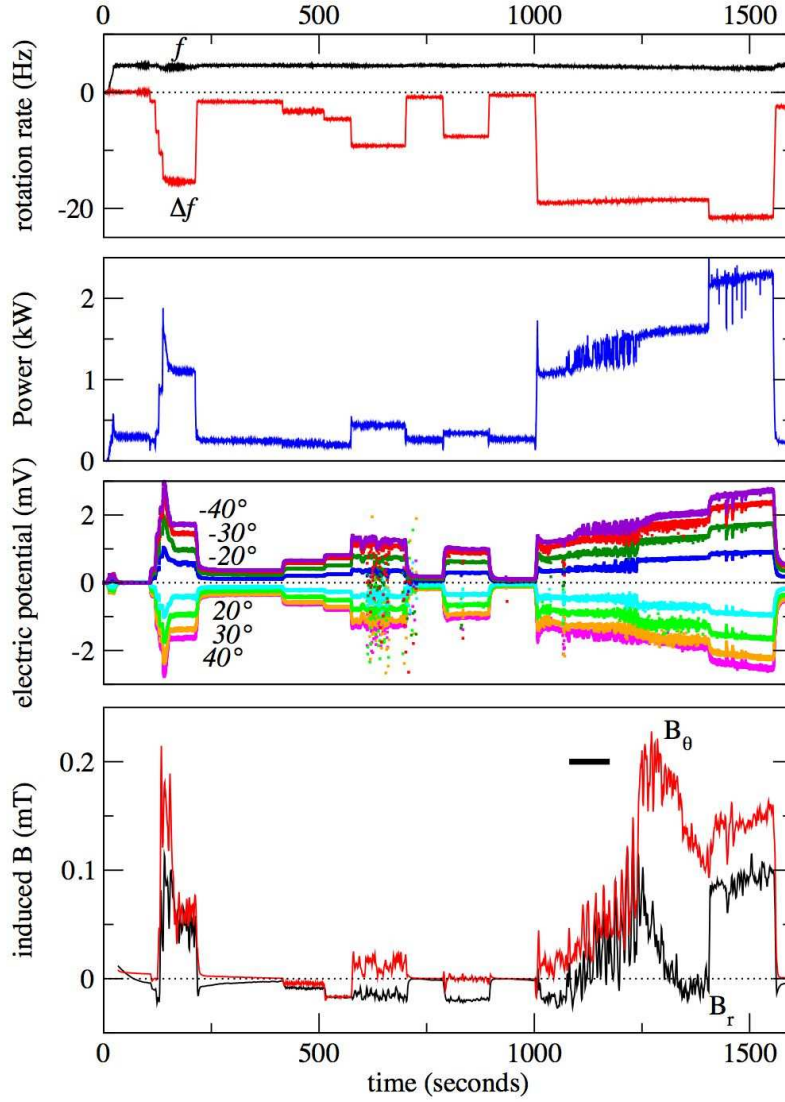 0 500 1000 1500
rotation rate (Hz)
0
-20
f
Δf
Power (kW)
2
1
0
electric potential (mV)
2
0
-2
-40°
-30°
-20°
20°
30°
40°
induced B (mT)
0.2
0.1
0
B_θ
B_r
0 500 1000 1500
time (seconds)